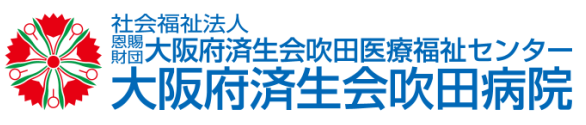 社会福祉法人
恩賜
財団 大阪府済生会吹田医療福祉センター
大阪府済生会吹田病院